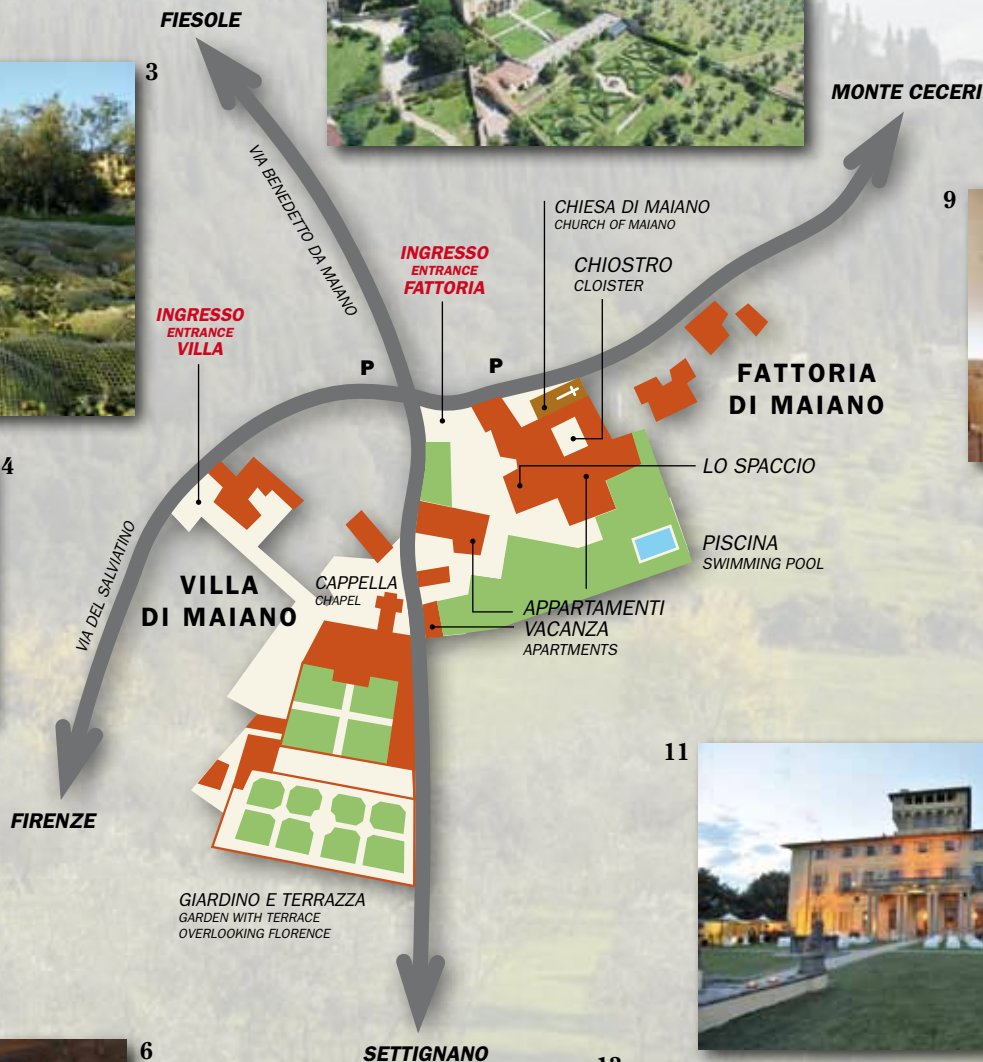 FIESOLE
3
MONTE CECERI
VIA BENEDETTO DA MAIANO
9
CHIESA DI MAIANO
CHURCH OF MAIANO
INGRESSO
ENTRANCE
FATTORIA
CHIOSTRO
CLOISTER
INGRESSO
ENTRANCE
VILLA
P
P
FATTORIA
DI MAIANO
4
LO SPACCIO
VIA DEL SALVIATINO
PISCINA
SWIMMING POOL
VILLA
DI MAIANO
CAPPELLA
CHAPEL
APPARTAMENTI
VACANZA
APARTMENTS
11
FIRENZE
GIARDINO E TERRAZZA
GARDEN WITH TERRACE
OVERLOOKING FLORENCE
6
SETTIGNANO